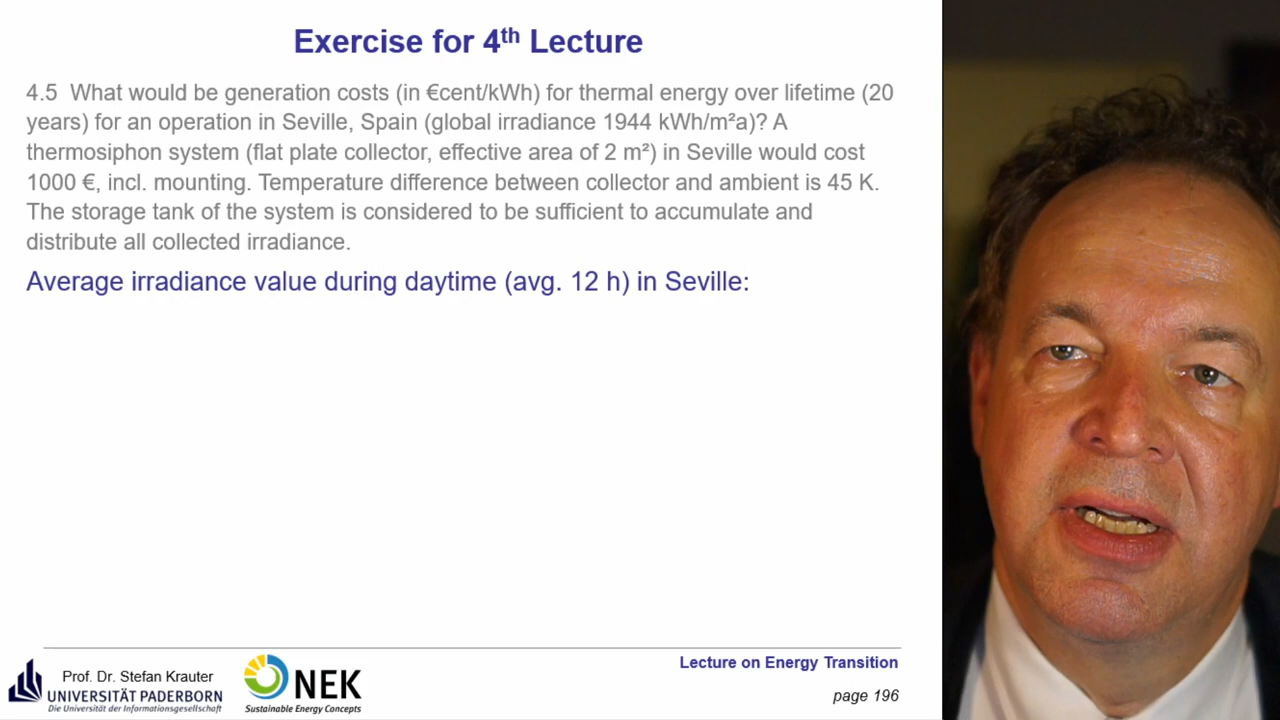 Exercise for 4th Lecture
4.5 What would be generation costs (in €cent/kWh) for thermal energy over lifetime (20
years) for an operation in Seville, Spain (global irradiance 1944 kWh/m²a)? A
thermosiphon system (flat plate collector, effective area of 2 m²) in Seville would cost
1000 €, incl. mounting. Temperature difference between collector and ambient is 45 K.
The storage tank of the system is considered to be sufficient to accumulate and
distribute all collected irradiance.
Average irradiance value during daytime (avg. 12 h) in Seville:
Prof. Dr. Stefan Krauter
UNIVERSITÄT PADERBORN
Die Universität der Informationsgesellschaft
NEK
Sustainable Energy Concepts
Lecture on Energy Transition
page 196